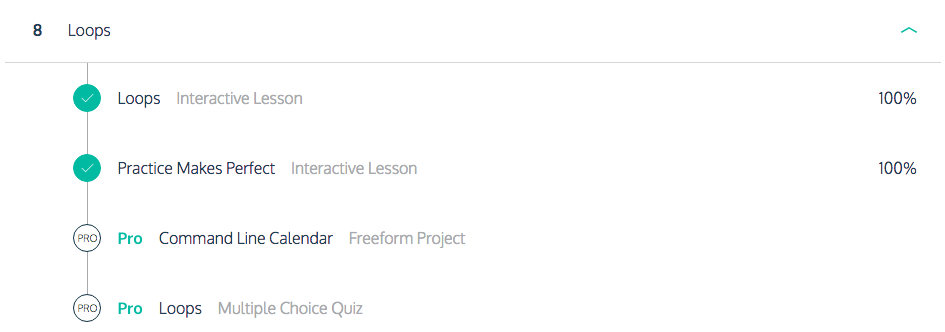 8 Loops
Loops Interactive Lesson 100%
Practice Makes Perfect Interactive Lesson 100%
PRO Pro Command Line Calendar Freeform Project
PRO Pro Loops Multiple Choice Quiz